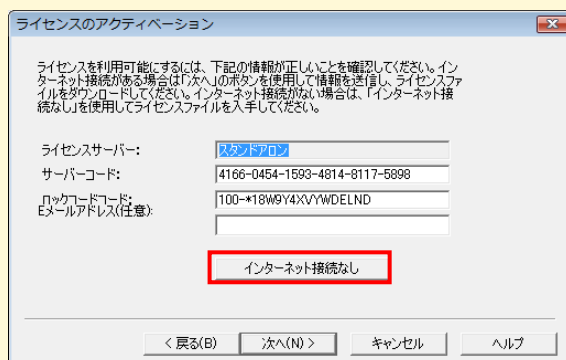 ライセンスのアクティベーション
ライセンスを利用可能にするには、下記の情報が正しいことを確認してください。イン
ターネット接続がある場合は「次へ」のボタンを使用して情報を送信し、ライセンスファ
イルをダウンロードしてください。インターネット接続がない場合は、「インターネット接
続なし」を使用してライセンスファイルを入手してください。
ライセンスサーバー:
スタンドアロン
サーバーコード:
4166-0454-1593-4814-8117-5898
ロックコードコード:
100-*18W9Y4XVYWDELND
Eメールアドレス(任意):
インターネット接続なし
< 戻る(B)
次へ(N) >
キャンセル
ヘルプ